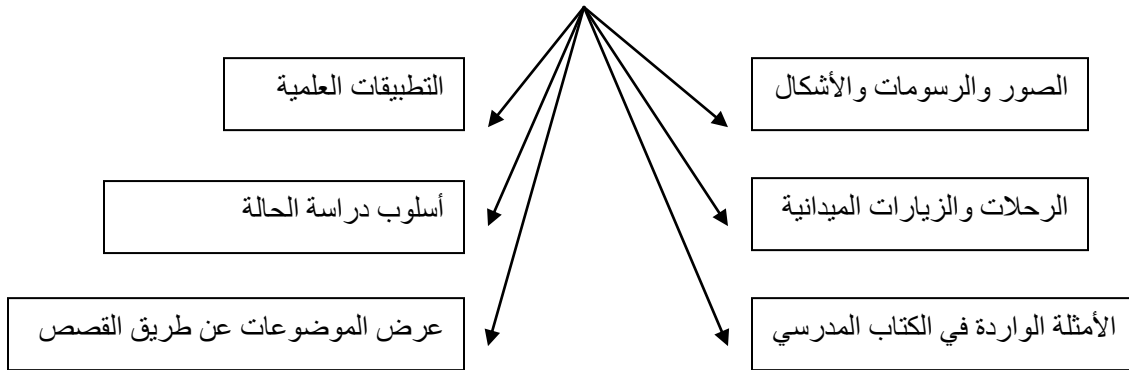 الصور والرسومات والأشكال
التطبيقات العلمية
الرحلات والزيارات الميدانية
أسلوب دراسة الحالة
الأمثلة الواردة في الكتاب المدرسي
عرض الموضوعات عن طريق القصص